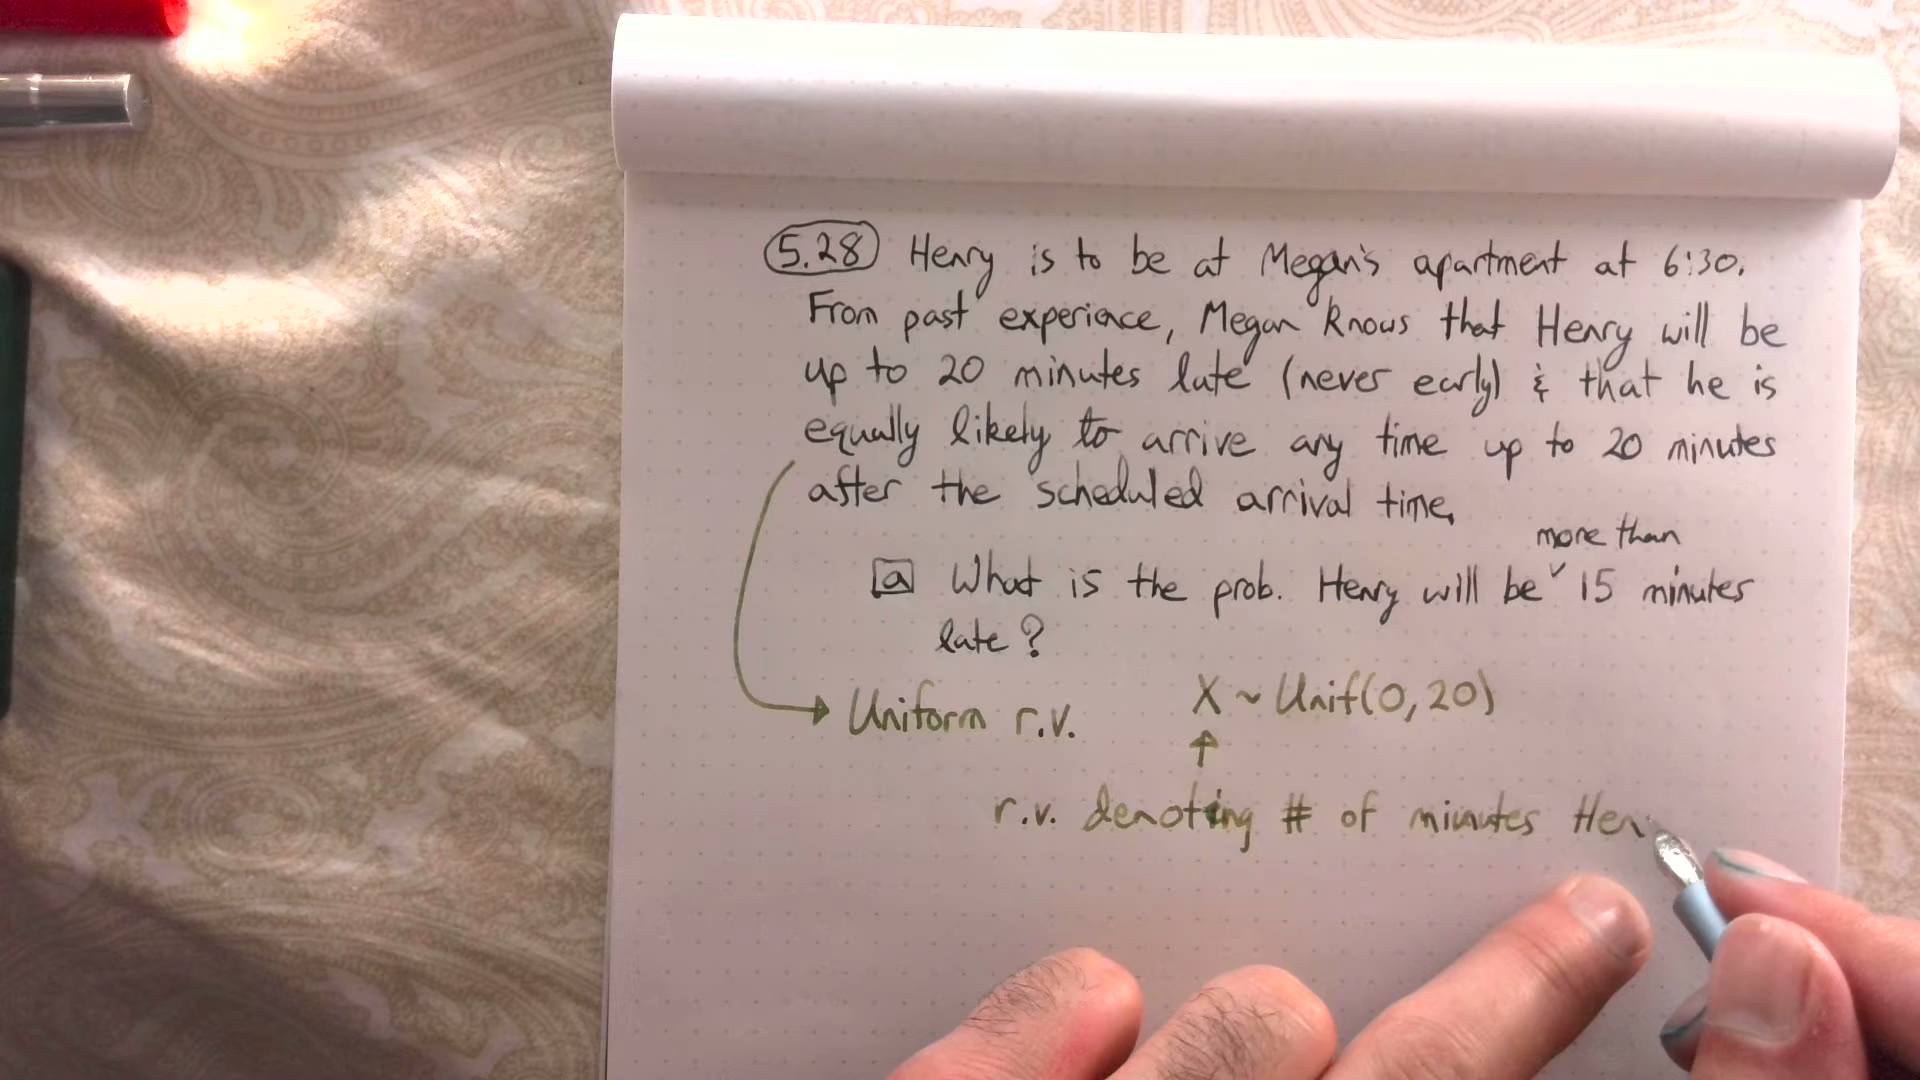 5.28 Henry is to be at Megan's apartment at 6:30.
From past experience, Megan knows that Henry will be
up to 20 minutes late (never early) & that he is
equally likely to arrive any time up to 20 minutes
after the scheduled arrival time.
more than
a What is the prob. Henry will be ˅ 15 minutes
late?
Uniform r.v. X ~ Unif(0, 20)
↑
r.v. denoting # of minutes Hen